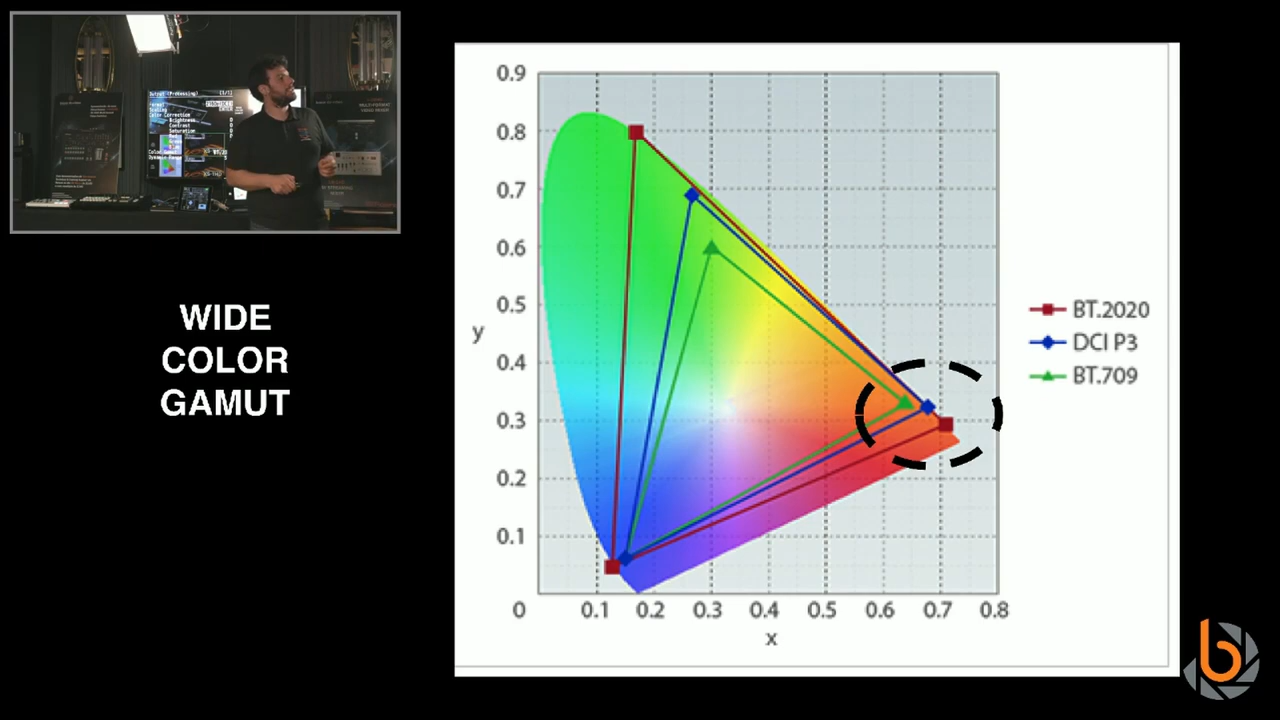 Output (Processing)
WIDE
COLOR
GAMUT
0.9
0.8
0.7
0.6
0.5
0.4
0.3
0.2
0.1
y
0 0.1 0.2 0.3 0.4 0.5 0.6 0.7 0.8
x
BT.2020
DCI P3
BT.709
b